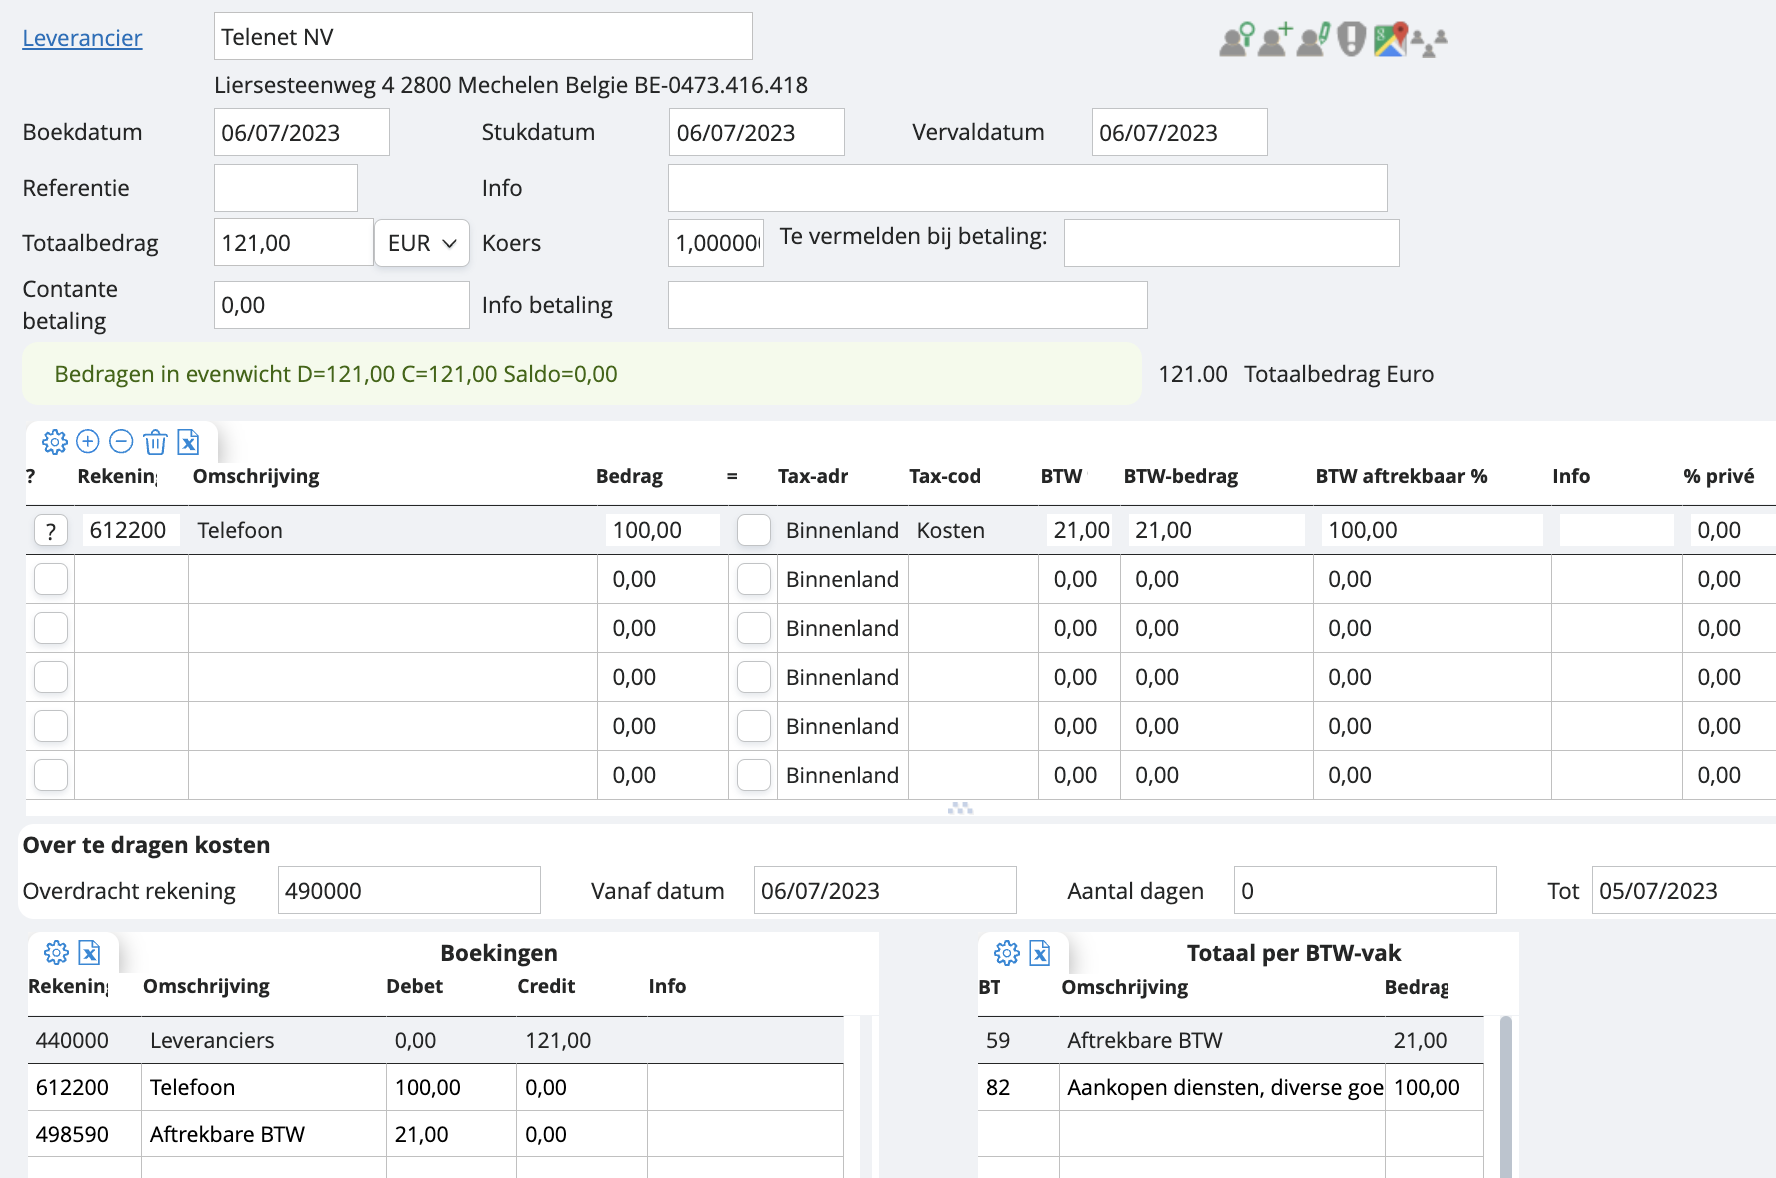 Leverancier Telenet NV
Liersesteenweg 4 2800 Mechelen Belgie BE-0473.416.418
Boekdatum 06/07/2023 Stukdatum 06/07/2023 Vervaldatum 06/07/2023
Referentie Info
Totaalbedrag 121,00 EUR Koers 1,00000 Te vermelden bij betaling:
Contante betaling 0,00 Info betaling
Bedragen in evenwicht D=121,00 C=121,00 Saldo=0,00 121.00 Totaalbedrag Euro
? Rekening Omschrijving Bedrag = Tax-adr Tax-cod BTW BTW-bedrag BTW aftrekbaar % Info % privé
? 612200 Telefoon 100,00 Binnenland Kosten 21,00 21,00 100,00 0,00
0,00 Binnenland 0,00 0,00 0,00 0,00
0,00 Binnenland 0,00 0,00 0,00 0,00
0,00 Binnenland 0,00 0,00 0,00 0,00
0,00 Binnenland 0,00 0,00 0,00 0,00
0,00 Binnenland 0,00 0,00 0,00 0,00
Over te dragen kosten
Overdracht rekening 490000 Vanaf datum 06/07/2023 Aantal dagen 0 Tot 05/07/2023
Boekingen
Rekening Omschrijving Debet Credit Info
440000 Leveranciers 0,00 121,00
612200 Telefoon 100,00 0,00
498590 Aftrekbare BTW 21,00 0,00
Totaal per BTW-vak
BT Omschrijving Bedrag
59 Aftrekbare BTW 21,00
82 Aankopen diensten, diverse goe 100,00